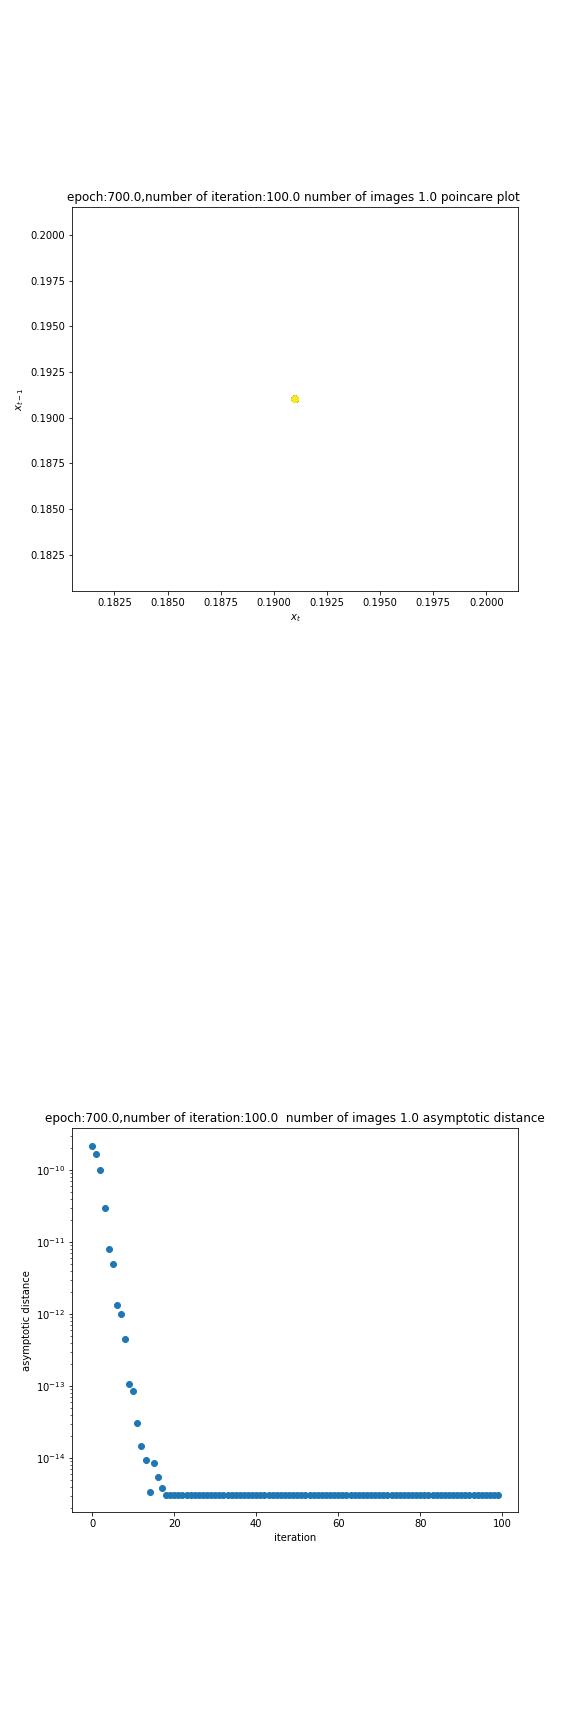 epoch:700.0,number of iteration:100.0 number of images 1.0 poincare plot
0.2000
0.1975
0.1950
0.1925
0.1900
0.1875
0.1850
0.1825
x_{t-1}
0.1825 0.1850 0.1875 0.1900 0.1925 0.1950 0.1975 0.2000
x_t
epoch:700.0,number of iteration:100.0  number of images 1.0 asymptotic distance
10^{-10}
10^{-11}
10^{-12}
10^{-13}
10^{-14}
asymptotic distance
0 20 40 60 80 100
iteration